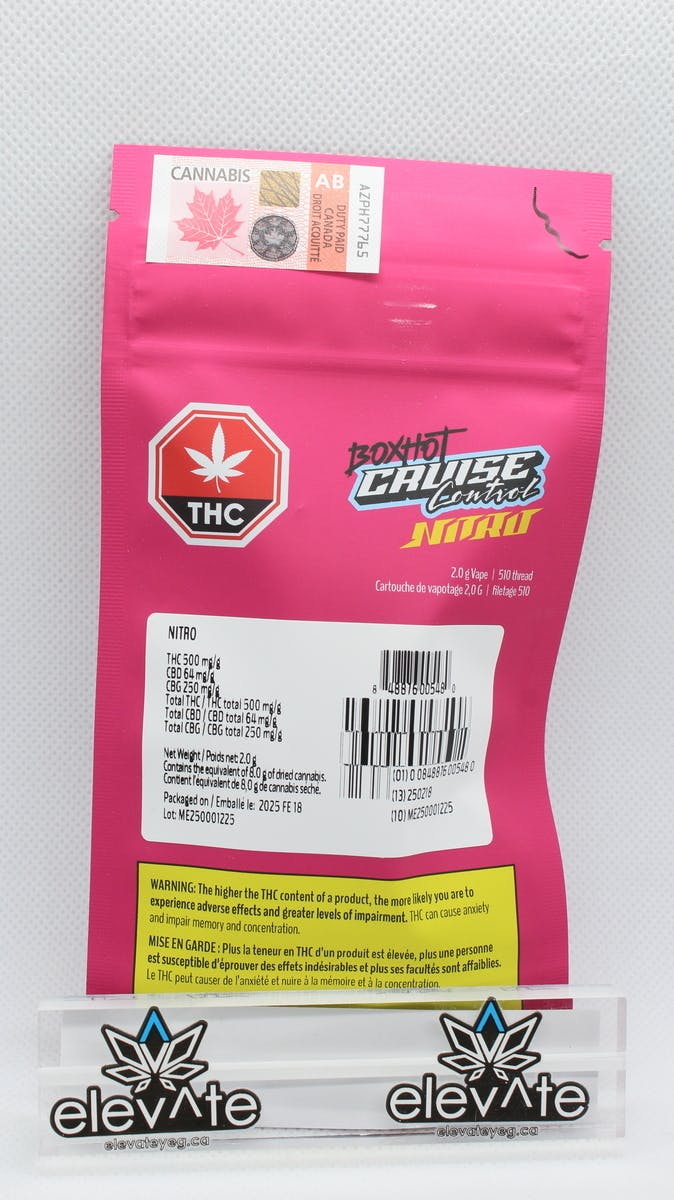 CANNABIS
AB
DUTY PAID
CANADA
DROIT ACQUITTÉ
AZPH77765
THC
BOXHOT
CRUISE
Control
NITRO
2.0 g Vape | 510 thread
Cartouche de vapotage 2,0 G | filetage 510
NITRO
THC 500 mg/g
CBD 64 mg/g
CBG 250 mg/g
Total THC / THC total 500 mg/g
Total CBD / CBD total 64 mg/g
Total CBG / CBG total 250 mg/g
Net Weight / Poids net: 2.0 g
Contains the equivalent of 8.0 g of dried cannabis.
Contient l'équivalent de 8,0 g de cannabis séché.
Packaged on / Emballé le: 2025 FE 18
Lot: ME250001225
8 48876 00548 0
(01) 0 0848876 00548 0
(13) 250218
(10) ME250001225
WARNING: The higher the THC content of a product, the more likely you are to
experience adverse effects and greater levels of impairment. THC can cause anxiety
and impair memory and concentration.
MISE EN GARDE : Plus la teneur en THC d'un produit est élevée, plus une personne
est susceptible d'éprouver des effets indésirables et plus ses facultés sont affaiblies.
Le THC peut causer de l'anxiété et nuire à la mémoire et à la concentration.
elevate
elevateyeg.ca
elevate
elevateyeg.ca